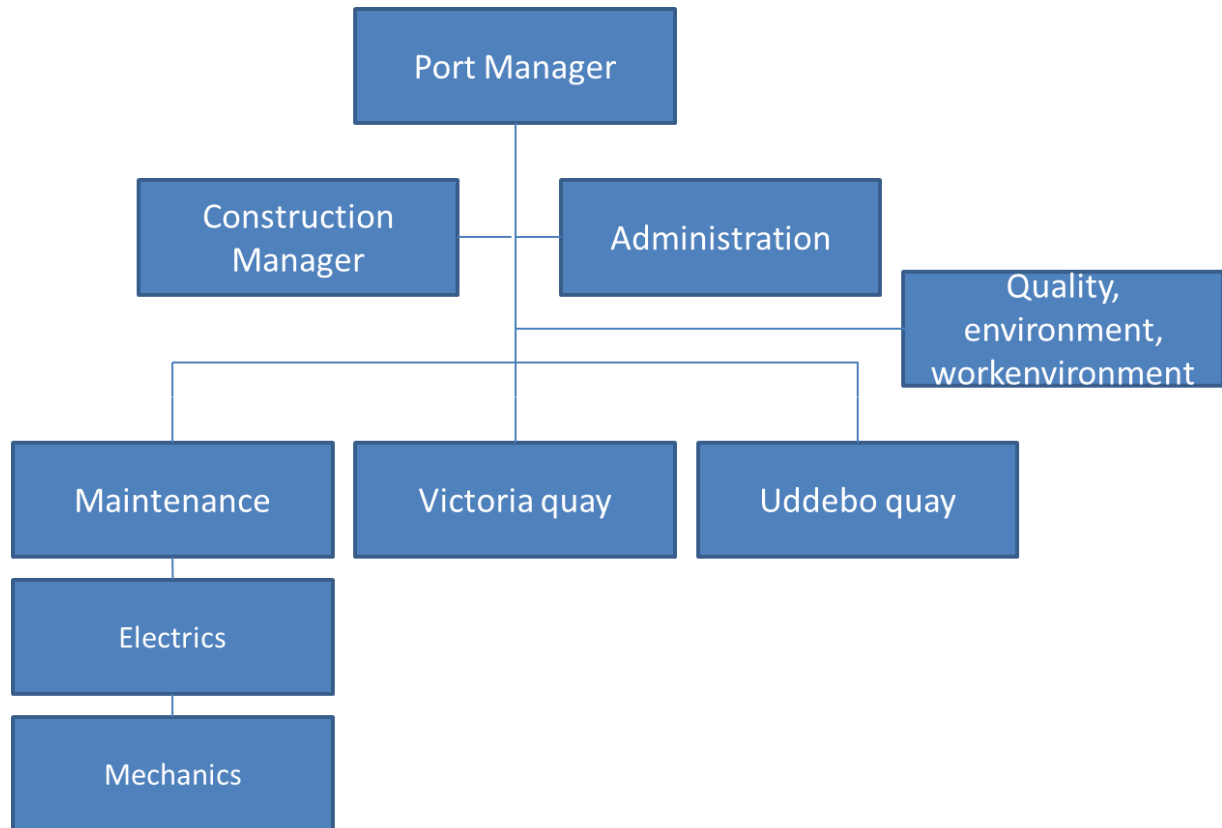 Port Manager
Construction
Manager
Administration
Quality,
environment,
workenvironment
Maintenance
Victoria quay
Uddebo quay
Electrics
Mechanics